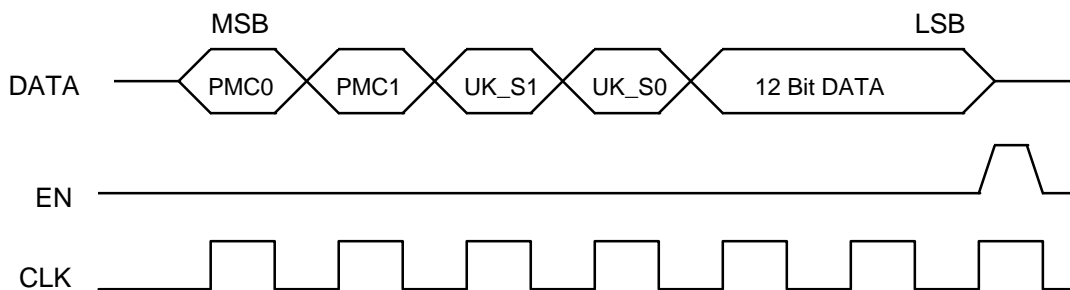 MSB LSB
DATA PMC0 PMC1 UK_S1 UK_S0 12 Bit DATA
EN
CLK